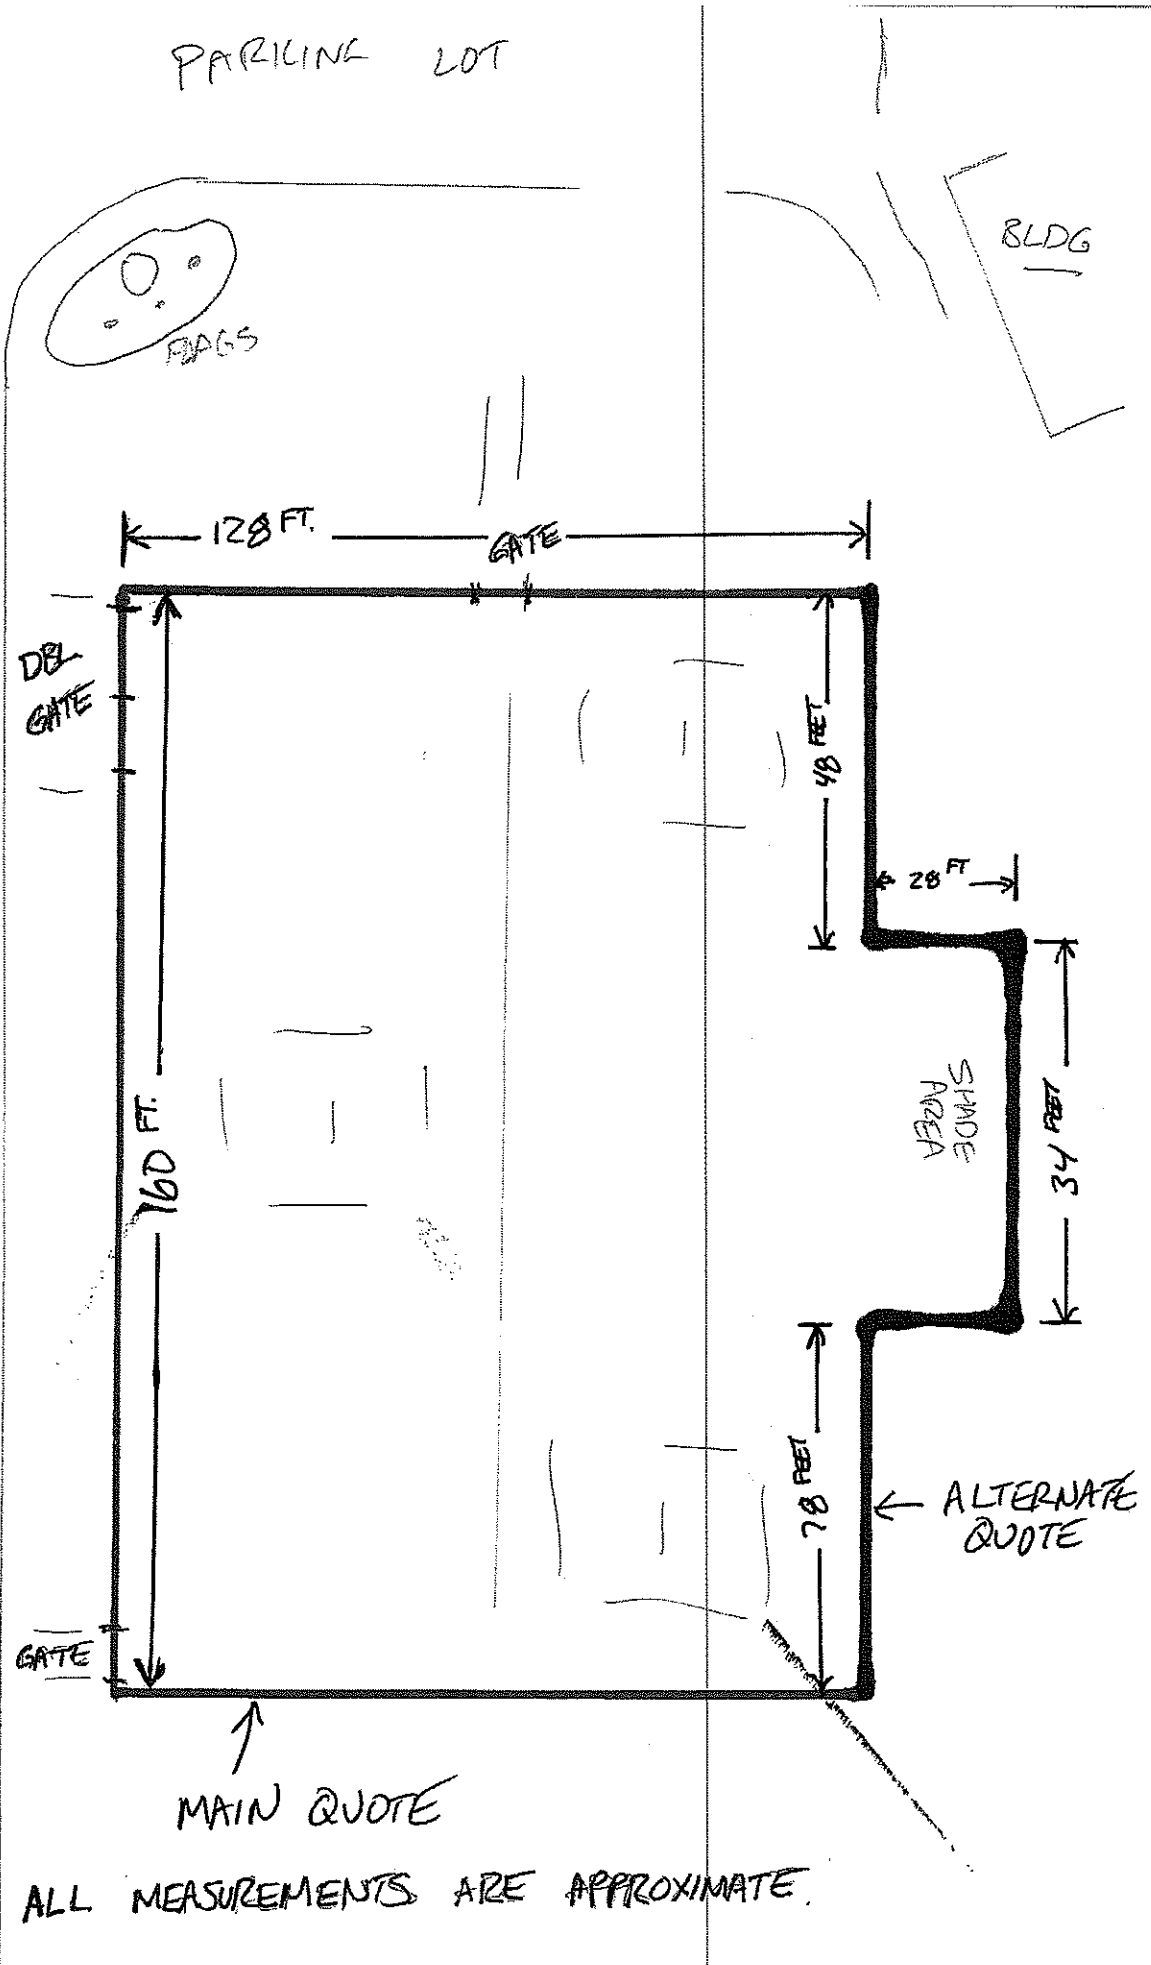 PARKING LOT
BLDG
FLAGS
128 FT.
GATE
DBL
GATE
48 FEET
28 FT
160 FT.
SHADE
AREA
34 FEET
78 FEET
ALTERNATE
QUOTE
GATE
MAIN QUOTE
ALL MEASUREMENTS ARE APPROXIMATE.